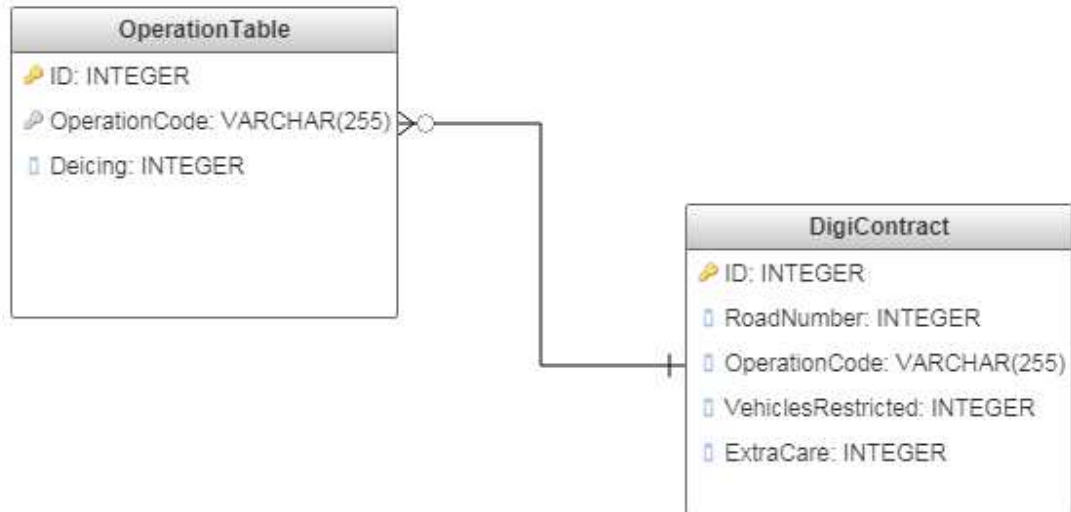 OperationTable
ID: INTEGER
OperationCode: VARCHAR(255)
Deicing: INTEGER
DigiContract
ID: INTEGER
RoadNumber: INTEGER
OperationCode: VARCHAR(255)
VehiclesRestricted: INTEGER
ExtraCare: INTEGER